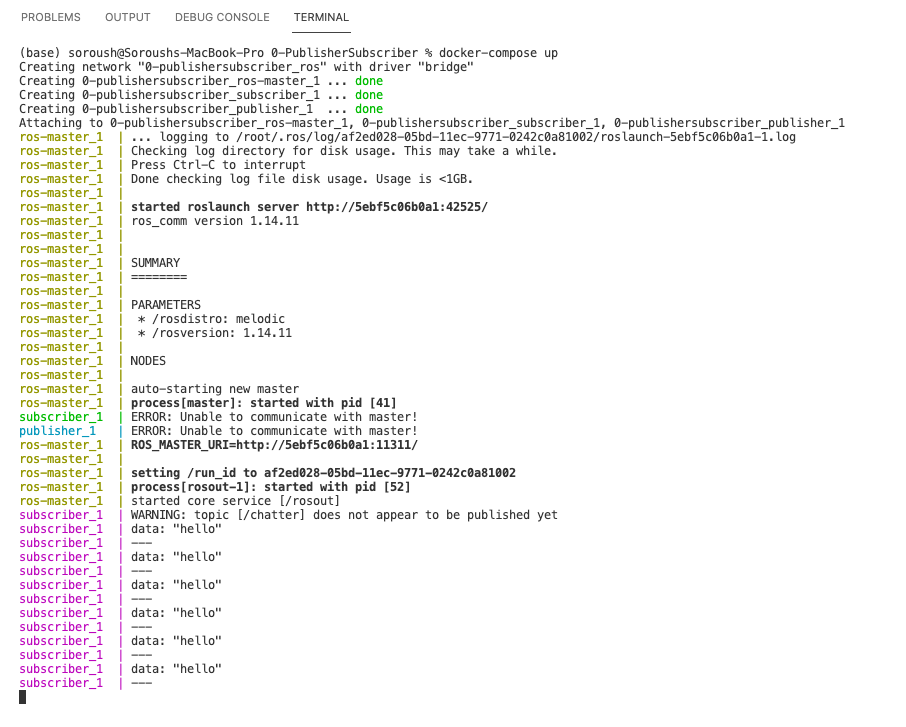 PROBLEMS OUTPUT DEBUG CONSOLE TERMINAL
(base) soroush@Soroushs-MacBook-Pro 0-PublisherSubscriber % docker-compose up
Creating network "0-publishersubscriber_ros" with driver "bridge"
Creating 0-publishersubscriber_ros-master_1 ... done
Creating 0-publishersubscriber_subscriber_1 ... done
Creating 0-publishersubscriber_publisher_1  ... done
Attaching to 0-publishersubscriber_ros-master_1, 0-publishersubscriber_subscriber_1, 0-publishersubscriber_publisher_1
ros-master_1  | ... logging to /root/.ros/log/af2ed028-05bd-11ec-9771-0242c0a81002/roslaunch-5ebf5c06b0a1-1.log
ros-master_1  | Checking log directory for disk usage. This may take a while.
ros-master_1  | Press Ctrl-C to interrupt
ros-master_1  | Done checking log file disk usage. Usage is <1GB.
ros-master_1  |
ros-master_1  | started roslaunch server http://5ebf5c06b0a1:42525/
ros-master_1  | ros_comm version 1.14.11
ros-master_1  |
ros-master_1  |
ros-master_1  | SUMMARY
ros-master_1  | ========
ros-master_1  |
ros-master_1  | PARAMETERS
ros-master_1  |  * /rosdistro: melodic
ros-master_1  |  * /rosversion: 1.14.11
ros-master_1  |
ros-master_1  | NODES
ros-master_1  |
ros-master_1  | auto-starting new master
ros-master_1  | process[master]: started with pid [41]
subscriber_1  | ERROR: Unable to communicate with master!
publisher_1   | ERROR: Unable to communicate with master!
ros-master_1  | ROS_MASTER_URI=http://5ebf5c06b0a1:11311/
ros-master_1  |
ros-master_1  | setting /run_id to af2ed028-05bd-11ec-9771-0242c0a81002
ros-master_1  | process[rosout-1]: started with pid [52]
ros-master_1  | started core service [/rosout]
subscriber_1  | WARNING: topic [/chatter] does not appear to be published yet
subscriber_1  | data: "hello"
subscriber_1  | ---
subscriber_1  | data: "hello"
subscriber_1  | ---
subscriber_1  | data: "hello"
subscriber_1  | ---
subscriber_1  | data: "hello"
subscriber_1  | ---
subscriber_1  | data: "hello"
subscriber_1  | ---
subscriber_1  | data: "hello"
subscriber_1  | ---